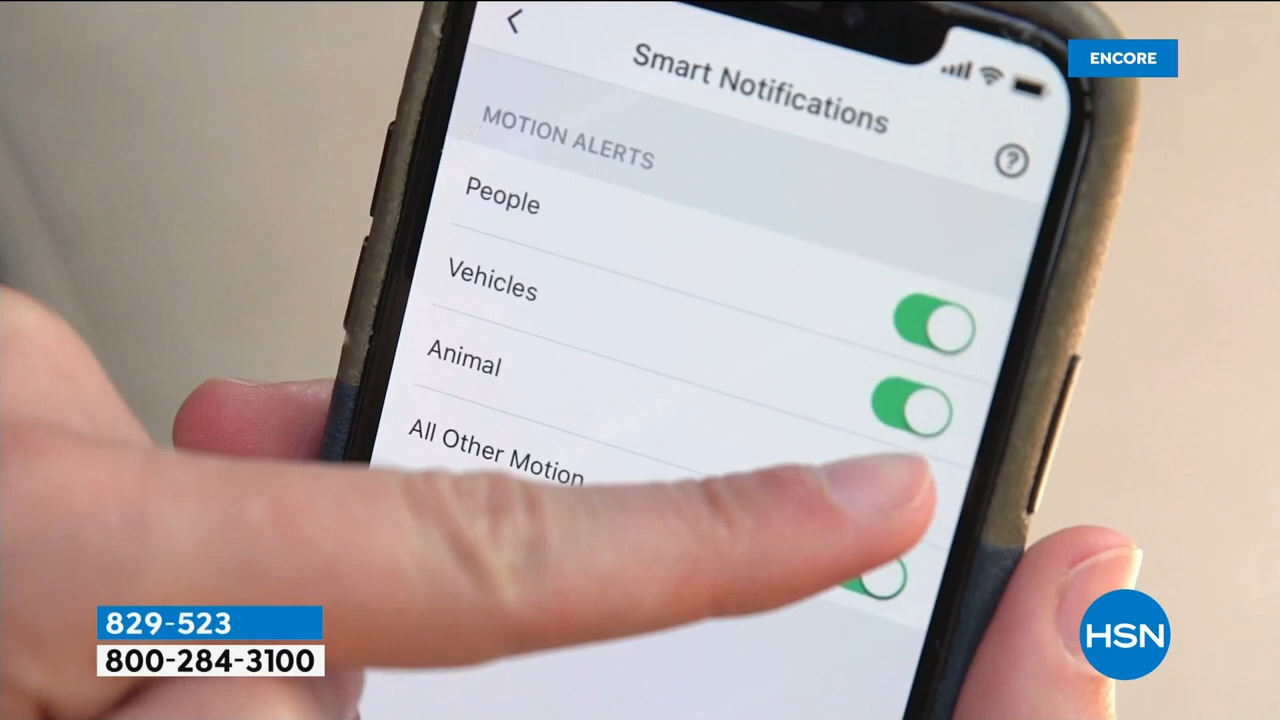 ENCORE
Smart Notifications
?
MOTION ALERTS
People
Vehicles
Animal
All Other Motion
829-523
800-284-3100
HSN